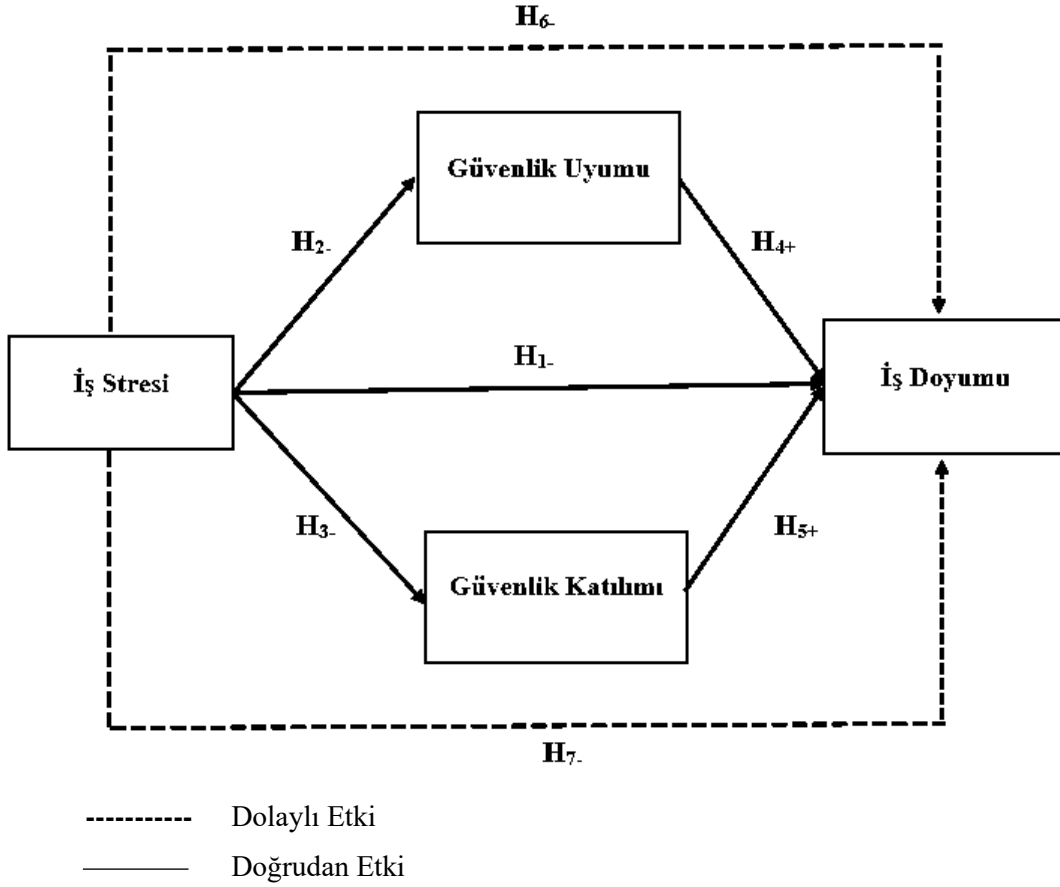 H6-
Güvenlik Uyumu
H2-
H4+
H1-
İş Stresi
İş Doyumu
H3-
H5+
Güvenlik Katılımı
H7-
Dolaylı Etki
Doğrudan Etki